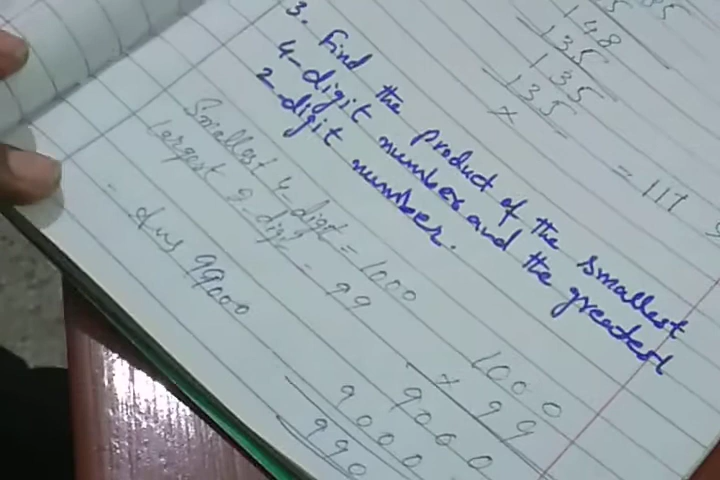 85
148
135
135
135
×
= 117
3. Find the product of the smallest
4-digit number and the greatest
2-digit number.
Smallest 4-digit = 1000
Largest 2-digit = 99
Ans 99000
1000
× 99
9000
9000
990